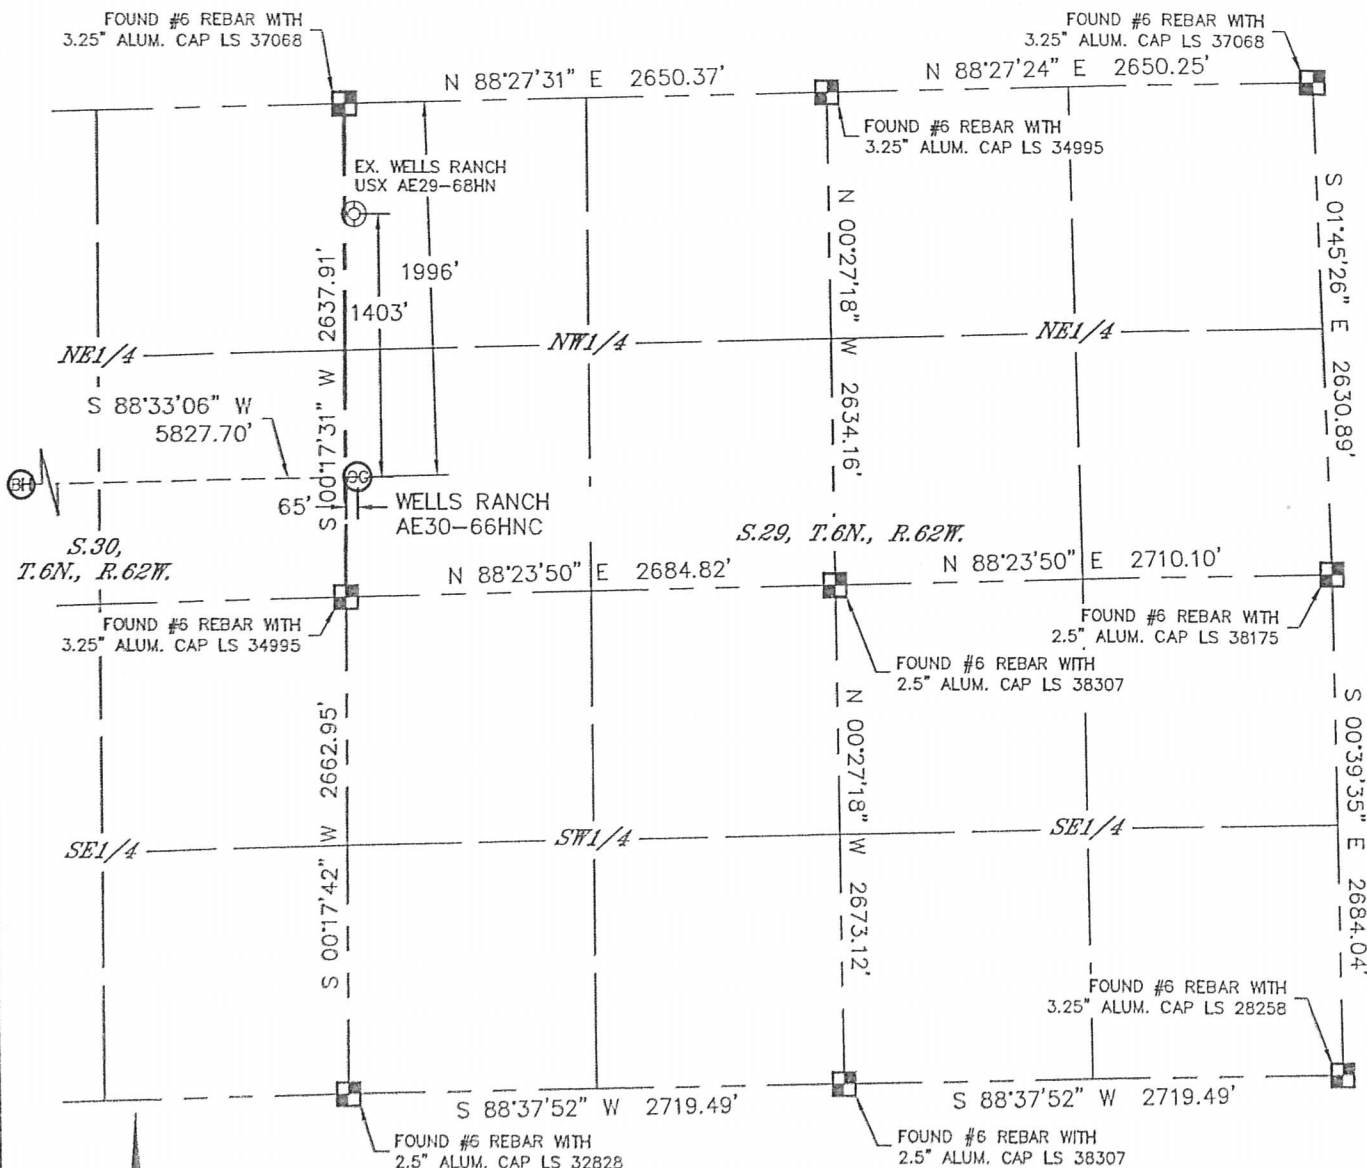 FOUND #6 REBAR WITH
3.25" ALUM. CAP LS 37068
FOUND #6 REBAR WITH
3.25" ALUM. CAP LS 37068
N 88°27'31" E 2650.37'
N 88°27'24" E 2650.25'
FOUND #6 REBAR WITH
3.25" ALUM. CAP LS 34995
EX. WELLS RANCH
USX AE29-68HN
1996'
1403'
S 00°17'31" W 2637.91'
N 00°27'18" W 2634.16'
S 01°45'26" E 2630.89'
NE1/4
NW1/4
NE1/4
S 88°33'06" W
5827.70'
BH
OG
65'
WELLS RANCH
AE30-66HNC
S.30,
T.6N., R.62W.
S.29, T.6N., R.62W.
N 88°23'50" E 2684.82'
N 88°23'50" E 2710.10'
FOUND #6 REBAR WITH
3.25" ALUM. CAP LS 34995
FOUND #6 REBAR WITH
2.5" ALUM. CAP LS 38175
FOUND #6 REBAR WITH
2.5" ALUM. CAP LS 38307
S 00°17'42" W 2662.95'
N 00°27'18" W 2673.12'
S 00°39'35" E 2684.04'
SE1/4
SW1/4
SE1/4
FOUND #6 REBAR WITH
3.25" ALUM. CAP LS 28258
S 88°37'52" W 2719.49'
S 88°37'52" W 2719.49'
FOUND #6 REBAR WITH
2.5" ALUM. CAP LS 32828
FOUND #6 REBAR WITH
2.5" ALUM. CAP LS 38307